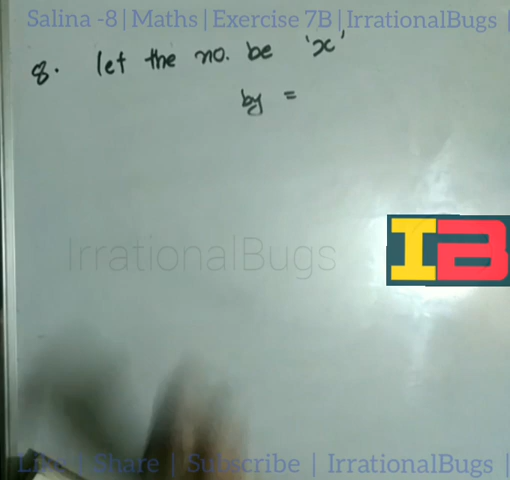 Salina -8 | Maths | Exercise 7B | IrrationalBugs |
8. let the no. be 'x'
by =
IB
IrrationalBugs
Like | Share | Subscribe | IrrationalBugs |